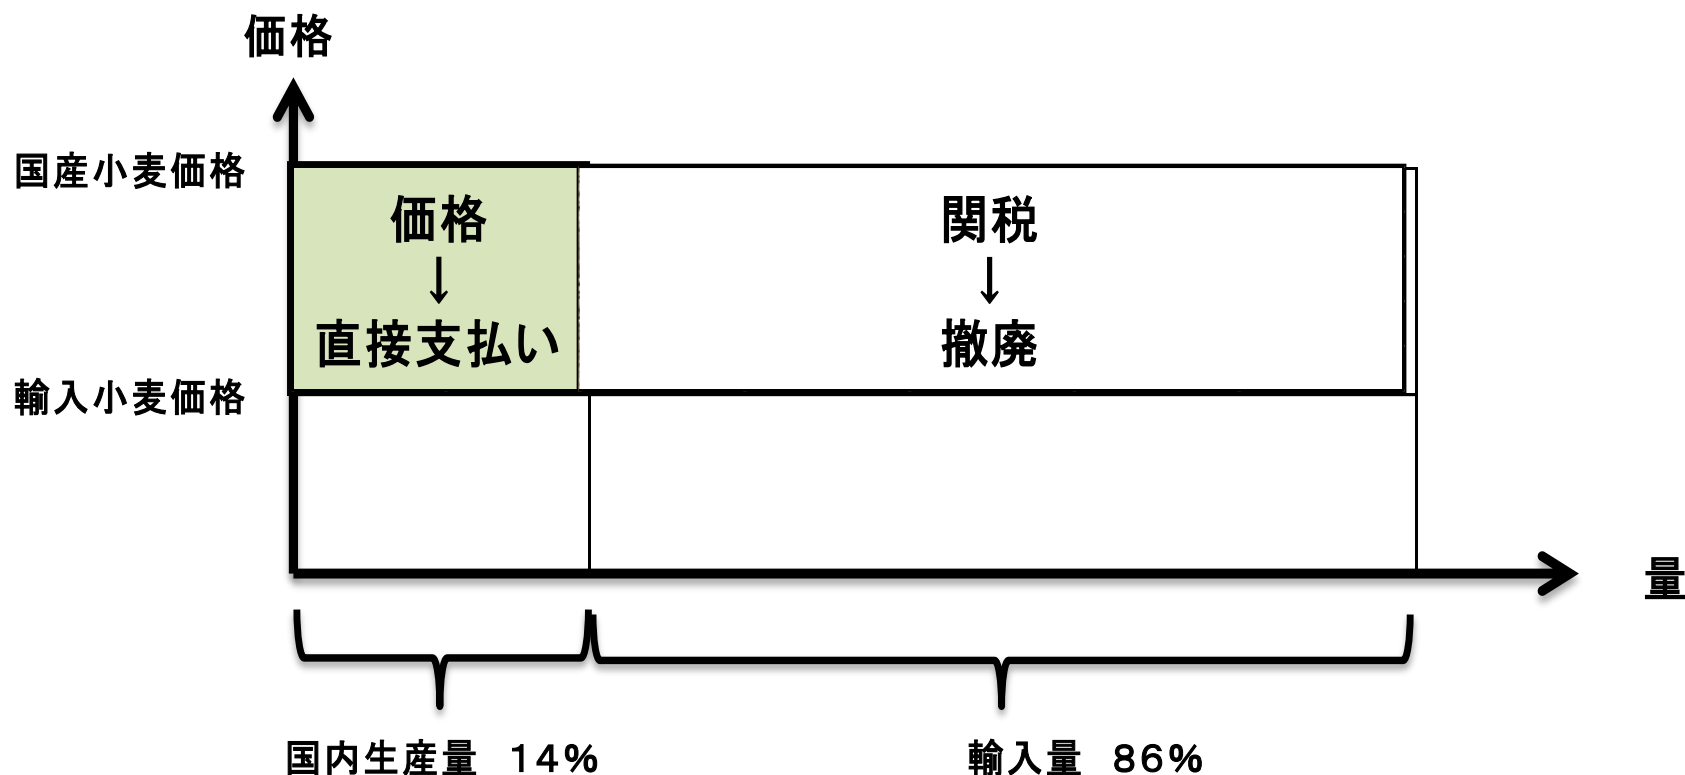 価格
国産小麦価格
価格
↓
直接支払い
関税
↓
撤廃
輸入小麦価格
量
国内生産量　14%
輸入量　86%